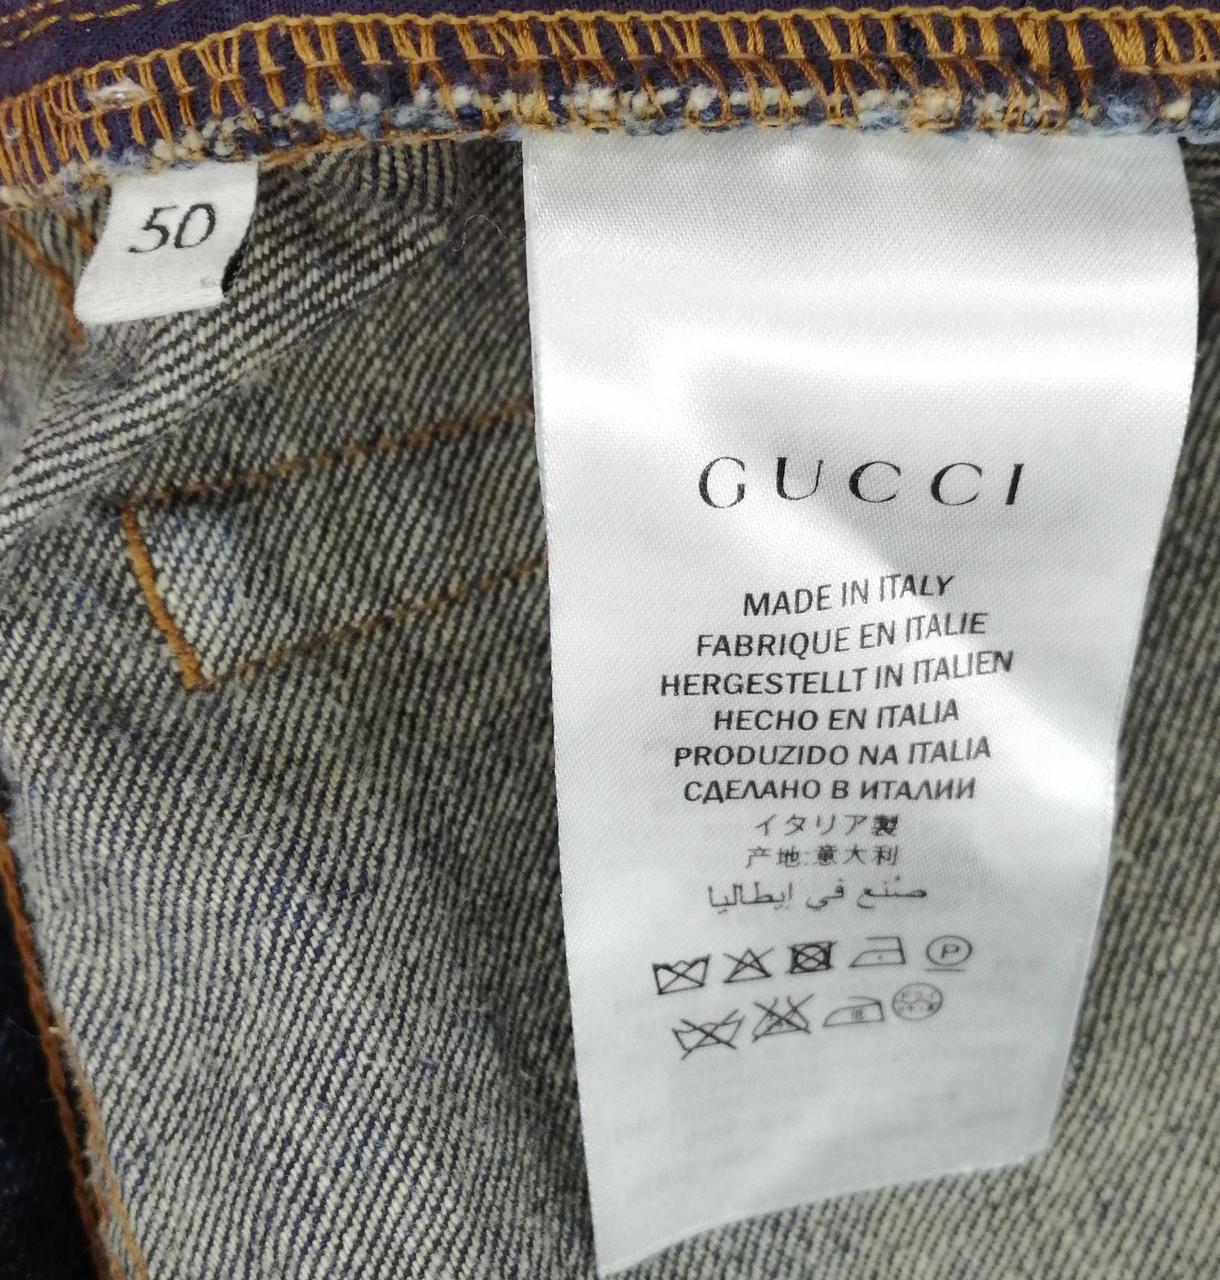 50
GUCCI
MADE IN ITALY
FABRIQUE EN ITALIE
HERGESTELLT IN ITALIEN
HECHO EN ITALIA
PRODUZIDO NA ITALIA
СДЕЛАНО В ИТАЛИИ
イタリア製
产地:意大利
صُنع في إيطاليا
P